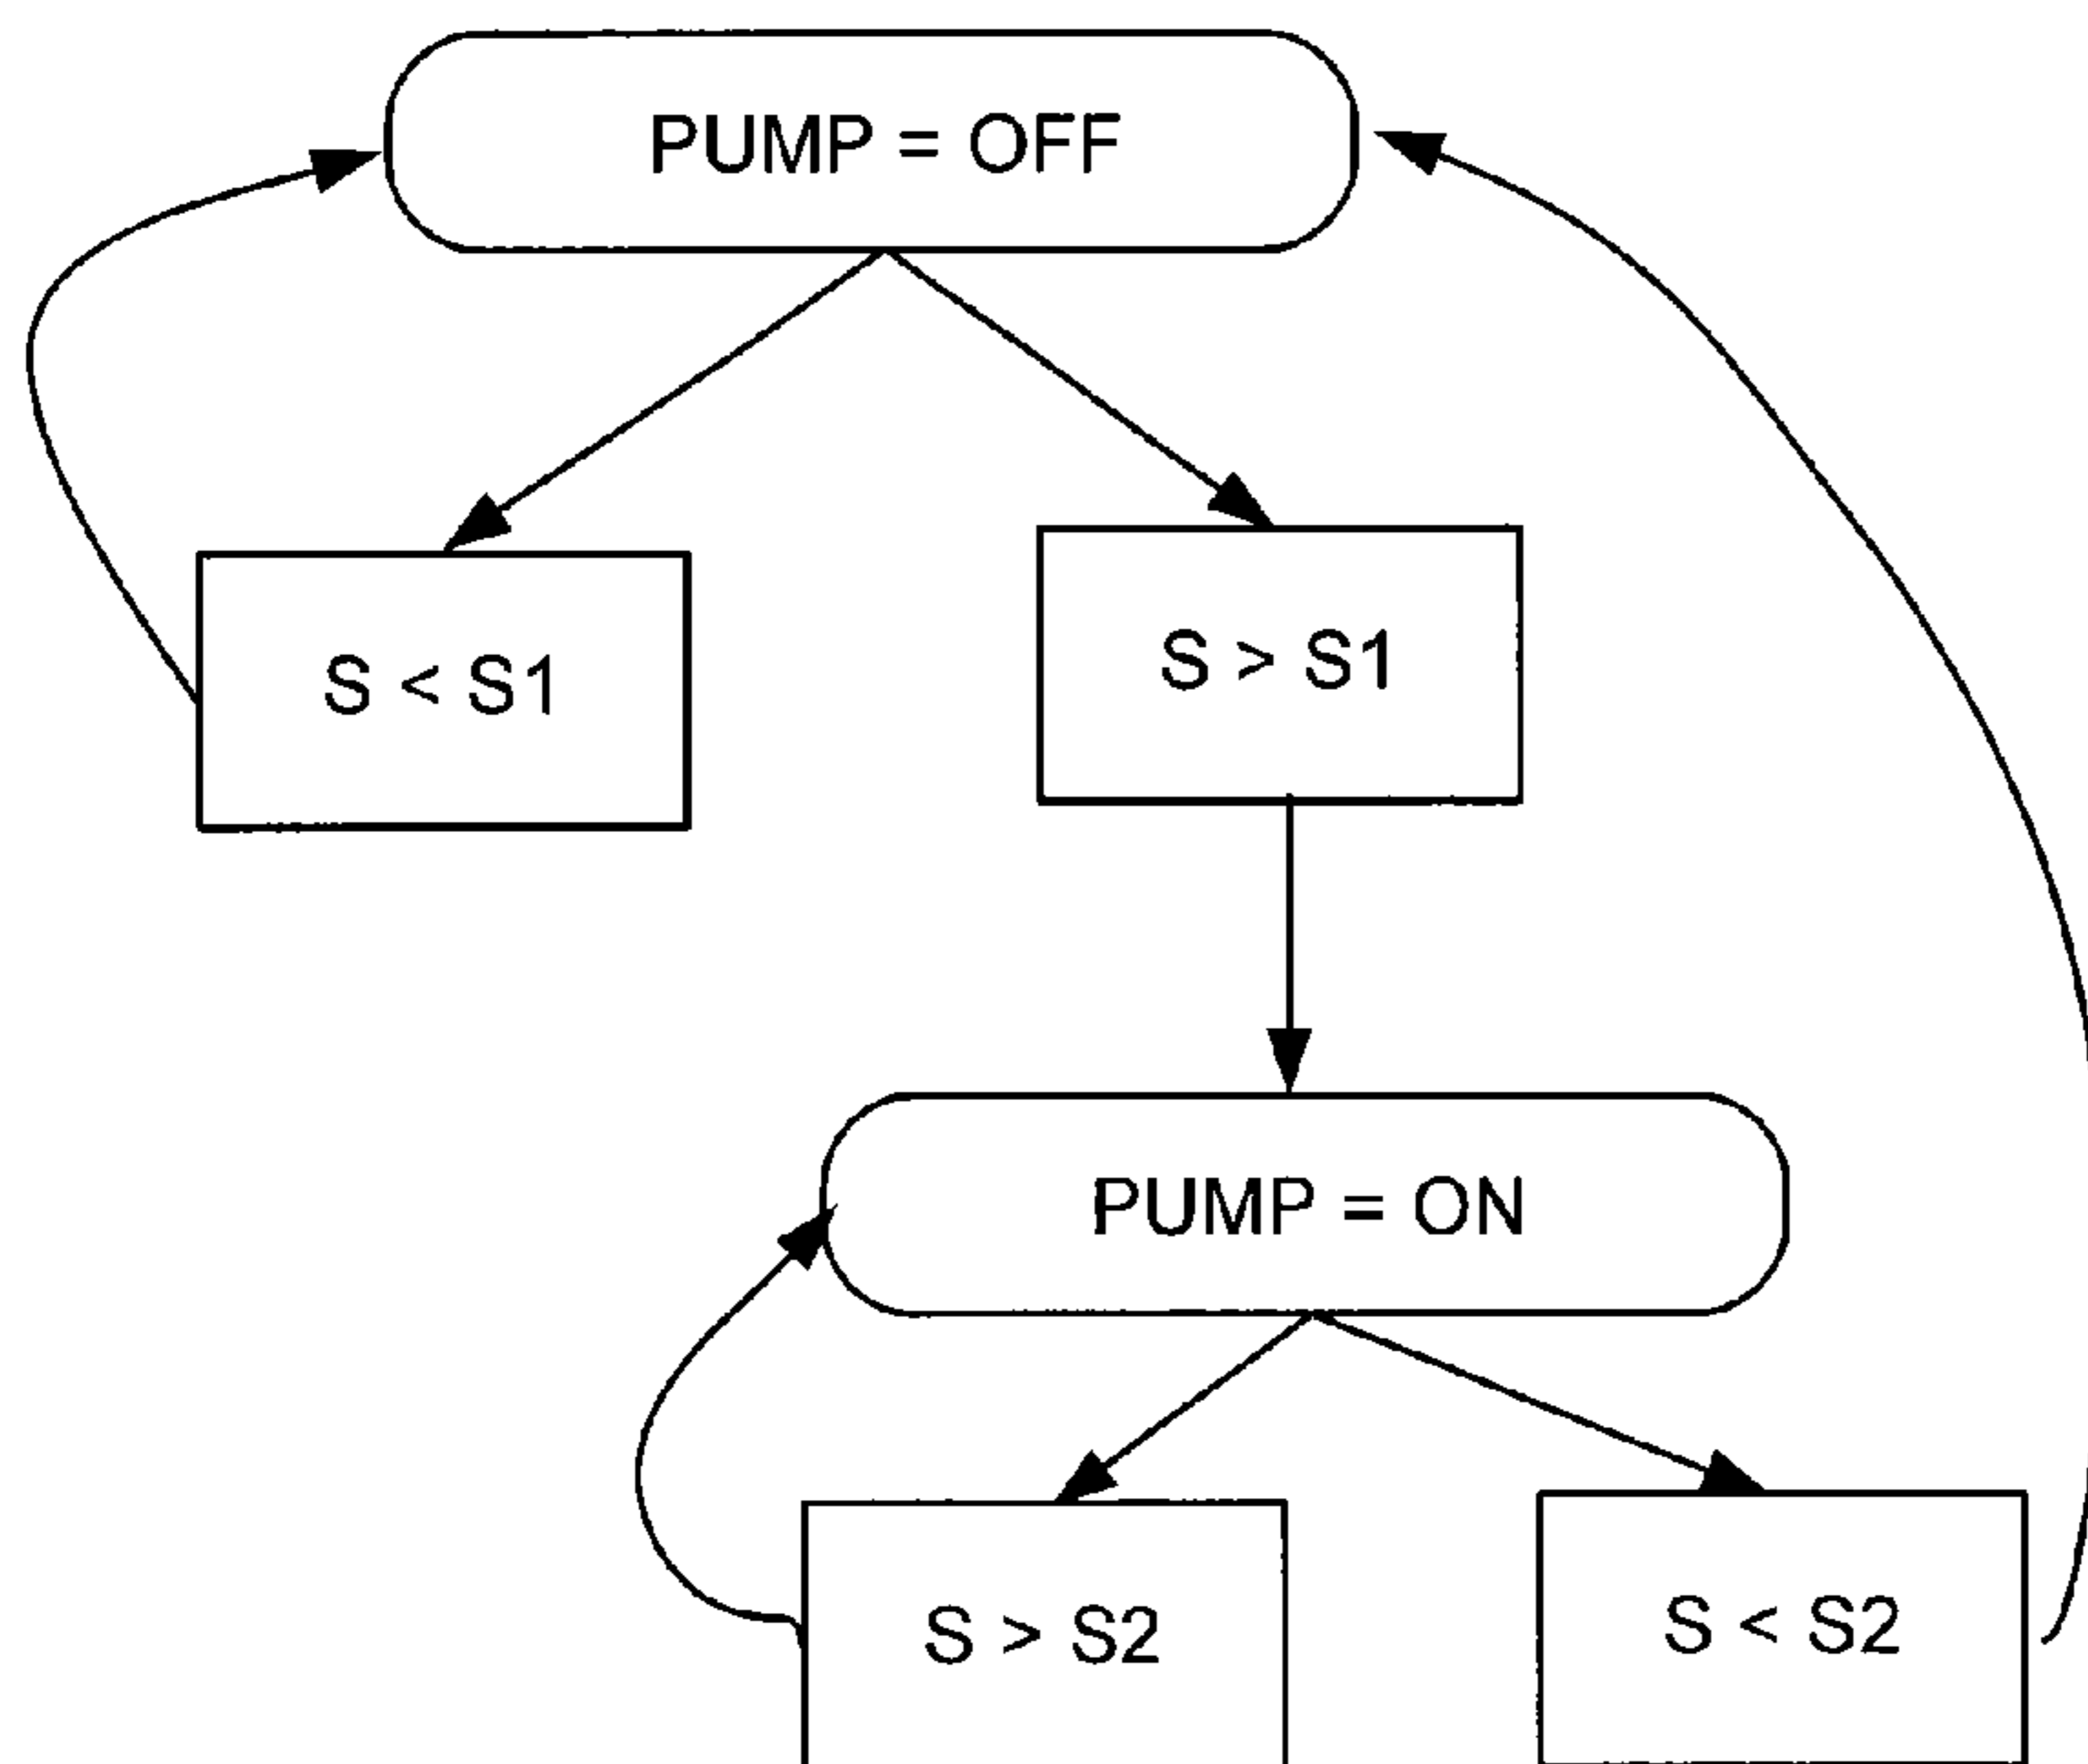 PUMP = OFF
S < S1
S > S1
PUMP = ON
S > S2
S < S2